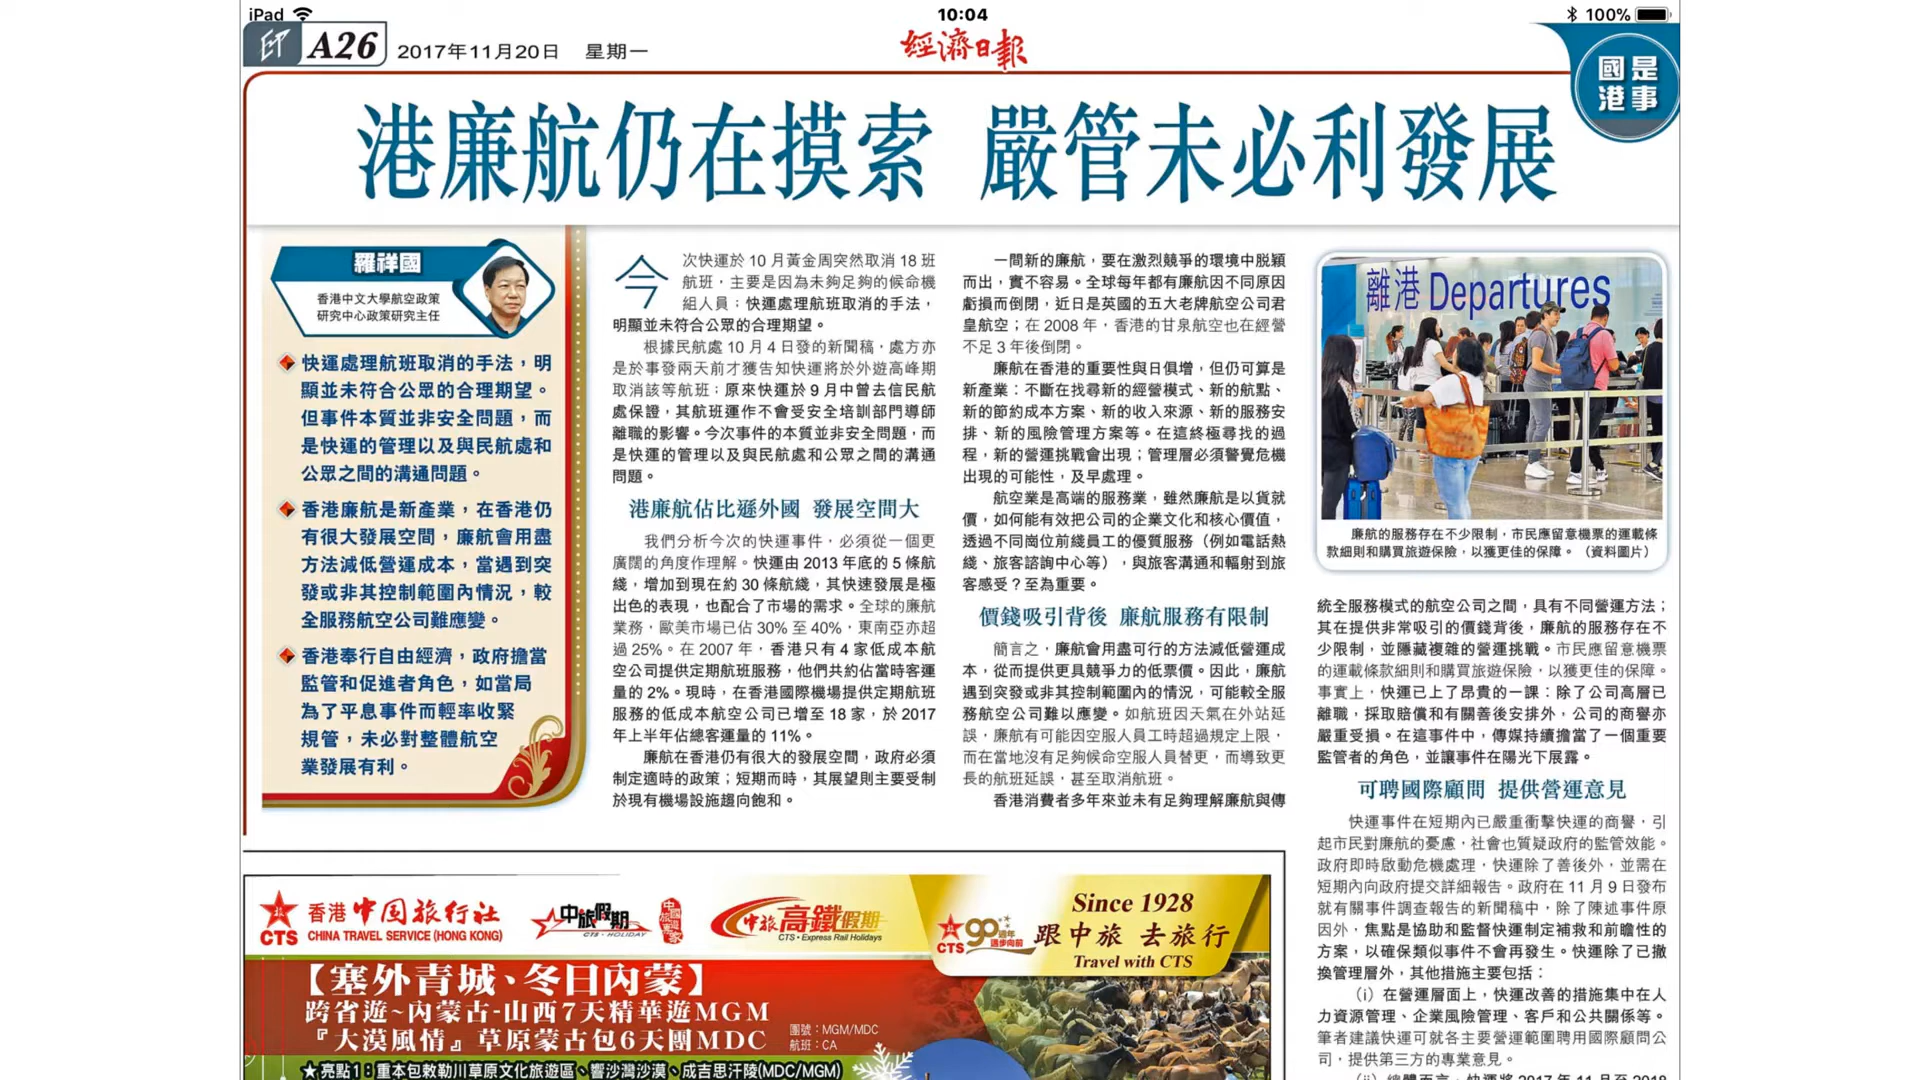 iPad
10:04
100%
A26
2017年11月20日 星期一
經濟日報
國是
港事
港廉航仍在摸索 嚴管未必利發展
羅祥國
香港中文大學航空政策
研究中心政策研究主任
快運處理航班取消的手法，明
顯並未符合公眾的合理期望。
但事件本質並非安全問題，而
是快運的管理以及與民航處和
公眾之間的溝通問題。
香港廉航是新產業，在香港仍
有很大發展空間，廉航會用盡
方法減低營運成本，當遇到突
發或非其控制範圍內情況，較
全服務航空公司難應變。
香港奉行自由經濟，政府擔當
監管和促進者角色，如當局
為了平息事件而輕率收緊
規管，未必對整體航空
業發展有利。
今
次快運於 10 月黃金周突然取消 18 班
航班，主要是因為未夠足夠的候命機
組人員；快運處理航班取消的手法，
明顯並未符合公眾的合理期望。
根據民航處 10 月 4 日發的新聞稿，處方亦
是於事發兩天前才獲告知快運將於外遊高峰期
取消該等航班；原來快運於 9 月中曾去信民航
處保證，其航班運作不會受安全培訓部門導師
離職的影響。今次事件的本質並非安全問題，而
是快運的管理以及與民航處和公眾之間的溝通
問題。
港廉航佔比遜外國 發展空間大
我們分析今次的快運事件，必須從一個更
廣闊的角度作理解。快運由 2013 年底的 5 條航
綫，增加到現在約 30 條航綫，其快速發展是極
出色的表現，也配合了市場的需求。全球的廉航
業務，歐美市場已佔 30% 至 40%，東南亞亦超
過 25%。在 2007 年，香港只有 4 家低成本航
空公司提供定期航班服務，他們共約佔當時客運
量的 2%。現時，在香港國際機場提供定期航班
服務的低成本航空公司已增至 18 家，於 2017
年上半年佔總客運量的 11%。
廉航在香港仍有很大的發展空間，政府必須
制定適時的政策；短期而時，其展望則主要受制
於現有機場設施趨向飽和。
一間新的廉航，要在激烈競爭的環境中脫穎
而出，實不容易。全球每年都有廉航因不同原因
虧損而倒閉，近日是英國的五大老牌航空公司君
皇航空；在 2008 年，香港的甘泉航空也在經營
不足 3 年後倒閉。
廉航在香港的重要性與日俱增，但仍可算是
新產業：不斷在找尋新的經營模式、新的航點、
新的節約成本方案、新的收入來源、新的服務安
排、新的風險管理方案等。在這終極尋找的過
程，新的營運挑戰會出現；管理層必須警覺危機
出現的可能性，及早處理。
航空業是高端的服務業，雖然廉航是以貨就
價，如何能有效把公司的企業文化和核心價值，
透過不同崗位前綫員工的優質服務（例如電話熱
綫、旅客諮詢中心等），與旅客溝通和輻射到旅
客感受？至為重要。
價錢吸引背後 廉航服務有限制
簡言之，廉航會用盡可行的方法減低營運成
本，從而提供更具競爭力的低票價。因此，廉航
遇到突發或非其控制範圍內的情況，可能較全服
務航空公司難以應變。如航班因天氣在外站延
誤，廉航有可能因空服人員工時超過規定上限，
而在當地沒有足夠候命空服人員替更，而導致更
長的航班延誤，甚至取消航班。
香港消費者多年來並未有足夠理解廉航與傳
離港 Departures
廉航的服務存在不少限制，市民應留意機票的運載條
款細則和購買旅遊保險，以獲更佳的保障。（資料圖片）
統全服務模式的航空公司之間，具有不同營運方法；
其在提供非常吸引的價錢背後，廉航的服務存在不
少限制，並隱藏複雜的營運挑戰。市民應留意機票
的運載條款細則和購買旅遊保險，以獲更佳的保障。
事實上，快運已上了昂貴的一課：除了公司高層已
離職，採取賠償和有關善後安排外，公司的商譽亦
嚴重受損。在這事件中，傳媒持續擔當了一個重要
監管者的角色，並讓事件在陽光下展露。
可聘國際顧問 提供營運意見
快運事件在短期內已嚴重衝擊快運的商譽，引
起市民對廉航的憂慮，社會也質疑政府的監管效能。
政府即時啟動危機處理，快運除了善後外，並需在
短期內向政府提交詳細報告。政府在 11 月 9 日發布
就有關事件調查報告的新聞稿中，除了陳述事件原
因外，焦點是協助和監督快運制定補救和前瞻性的
方案，以確保類似事件不會再發生。快運除了已撤
換管理層外，其他措施主要包括：
（i）在營運層面上，快運改善的措施集中在人
力資源管理、企業風險管理、客戶和公共關係等。
筆者建議快運可就各主要營運範圍聘用國際顧問公
司，提供第三方的專業意見。
（ii）總體而言，快運將 2017 年 11 月至 2018
CTS
香港中国旅行社
CHINA TRAVEL SERVICE (HONG KONG)
中旅假期
CTS · HOLIDAY
中旅高鐵假期
CTS · Express Rail Holidays
CTS
90週年
Since 1928
跟中旅 去旅行
Travel with CTS
【塞外青城、冬日內蒙】
跨省遊~內蒙古-山西7天精華遊MGM
『大漠風情』草原蒙古包6天團MDC
團號：MGM/MDC
航班：CA
★亮點1：重本包敕勒川草原文化旅遊區、響沙灣沙漠、成吉思汗陵(MDC/MGM)